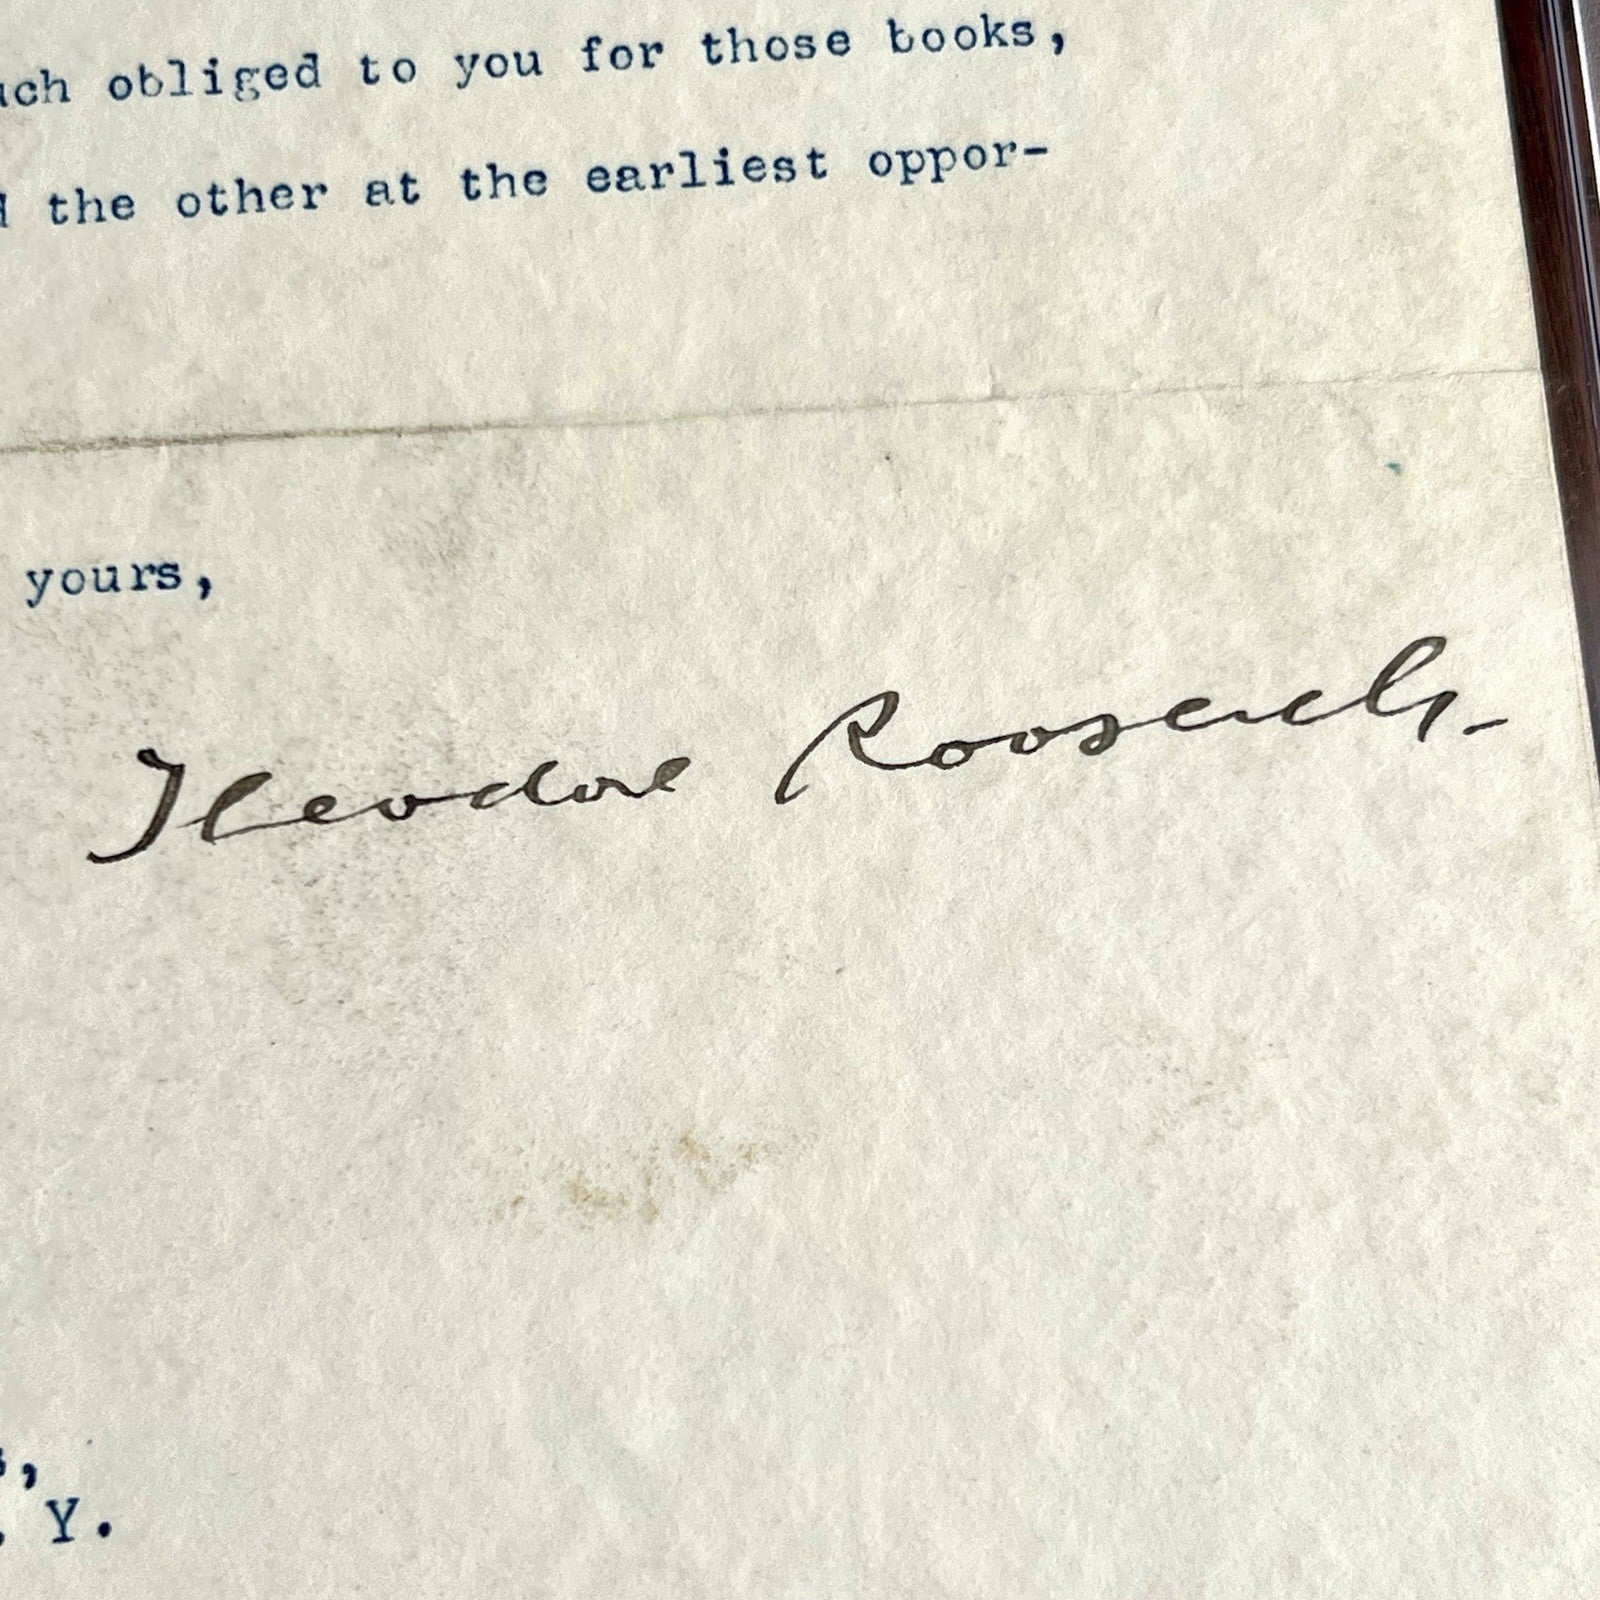 uch obliged to you for those books,
d the other at the earliest oppor-
yours,
Theodore Roosevelt
s,
. Y.